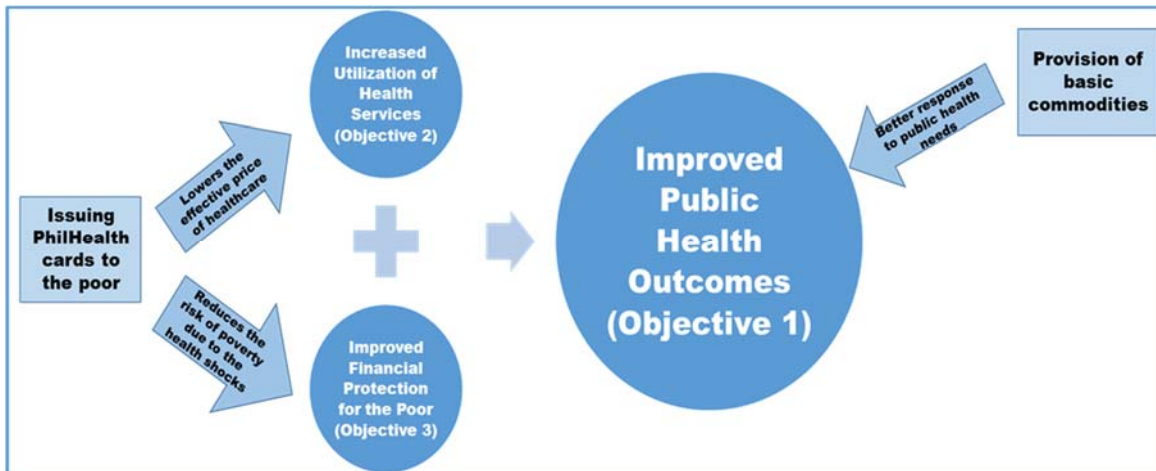 Issuing
PhilHealth
cards to
the poor
Lowers the
effective price
of healthcare
Reduces the
risk of poverty
due to the
health shocks
Increased
Utilization of
Health
Services
(Objective 2)
Improved
Financial
Protection
for the Poor
(Objective 3)
Improved
Public
Health
Outcomes
(Objective 1)
Better response
to public health
needs
Provision of
basic
commodities